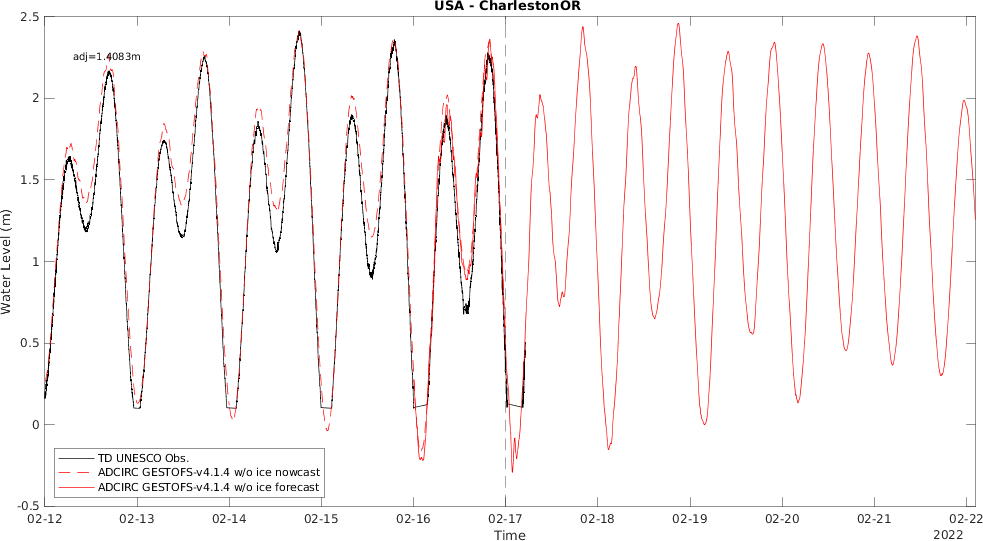 USA - CharlestonOR
2.5
adj=1.4083m
2
1.5
1
0.5
0
-0.5
Water Level (m)
TD UNESCO Obs.
ADCIRC GESTOFS-v4.1.4 w/o ice nowcast
ADCIRC GESTOFS-v4.1.4 w/o ice forecast
02-12 02-13 02-14 02-15 02-16 02-17 02-18 02-19 02-20 02-21 02-22
Time
2022